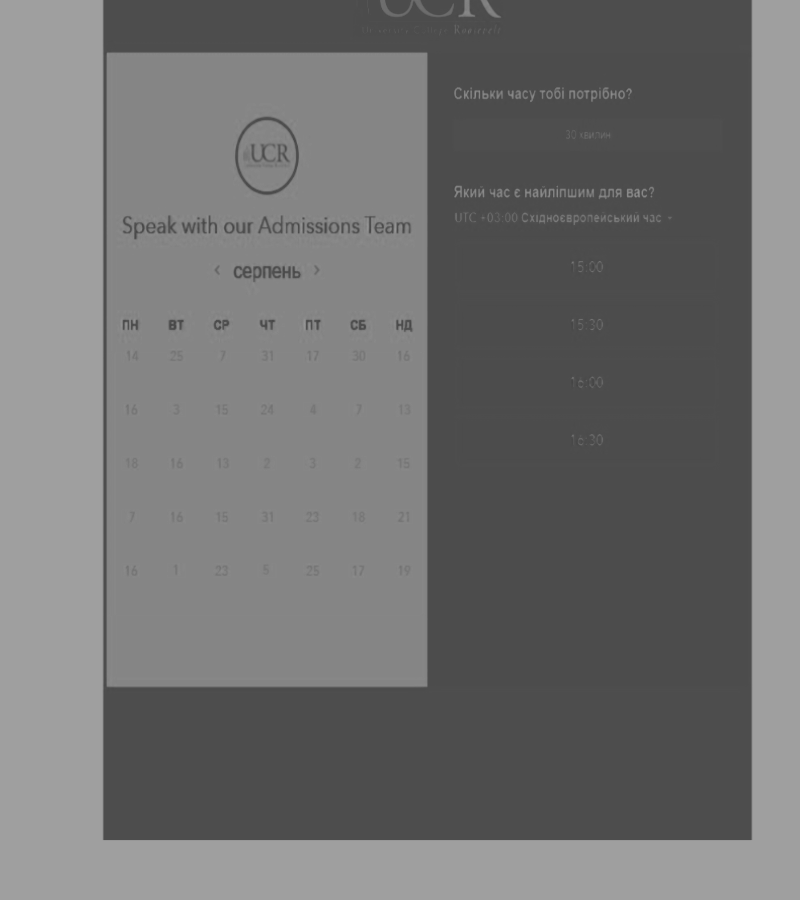 UCR
UCR
Speak with our Admissions Team
‹ серпень ›
ПН ВТ СР ЧТ ПТ СБ НД
14 25 7 31 17 30 16
16 3 15 24 4 7 13
18 16 13 2 3 2 15
7 16 15 31 23 18 21
16 1 23 5 25 17 19
Скільки часу тобі потрібно?
30 хвилин
Який час є найліпшим для вас?
UTC +03:00 Східноєвропейський час
15:00
15:30
16:00
16:30